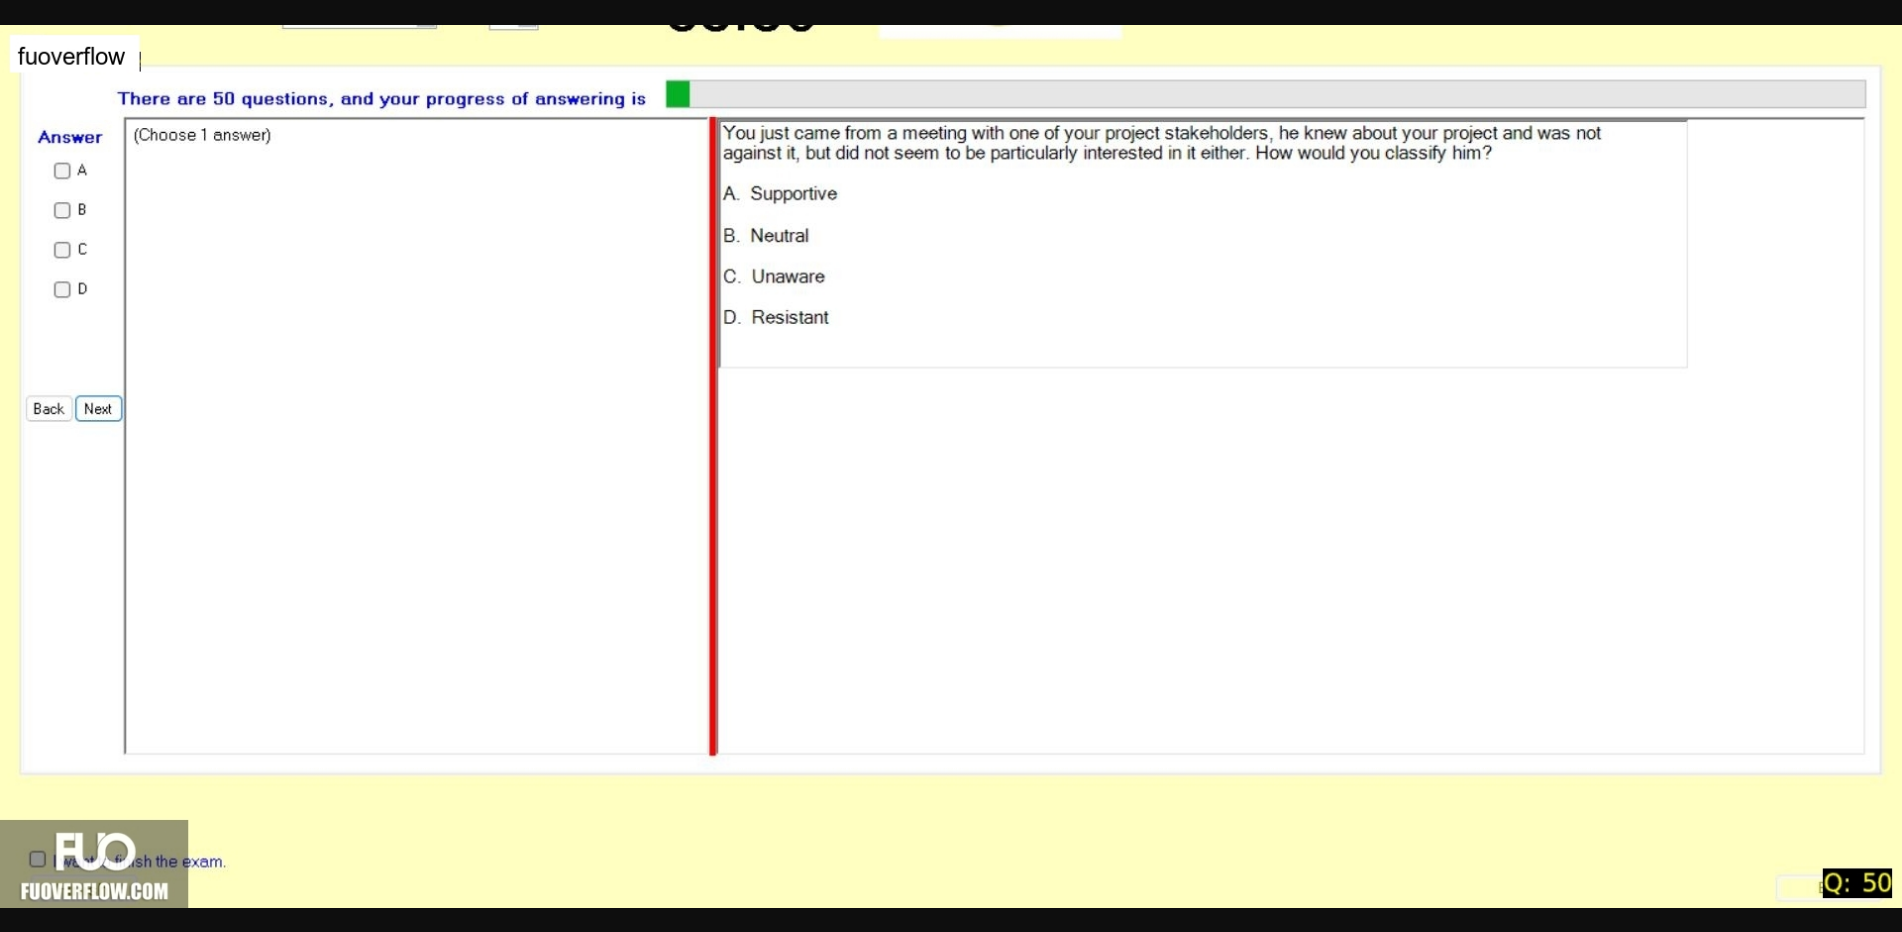 fuoverflow
There are 50 questions, and your progress of answering is
Answer
(Choose 1 answer)
A
B
C
D
Back
Next
You just came from a meeting with one of your project stakeholders, he knew about your project and was not
against it, but did not seem to be particularly interested in it either. How would you classify him?
A. Supportive
B. Neutral
C. Unaware
D. Resistant
FUO
finish the exam.
FUOVERFLOW.COM
Q: 50